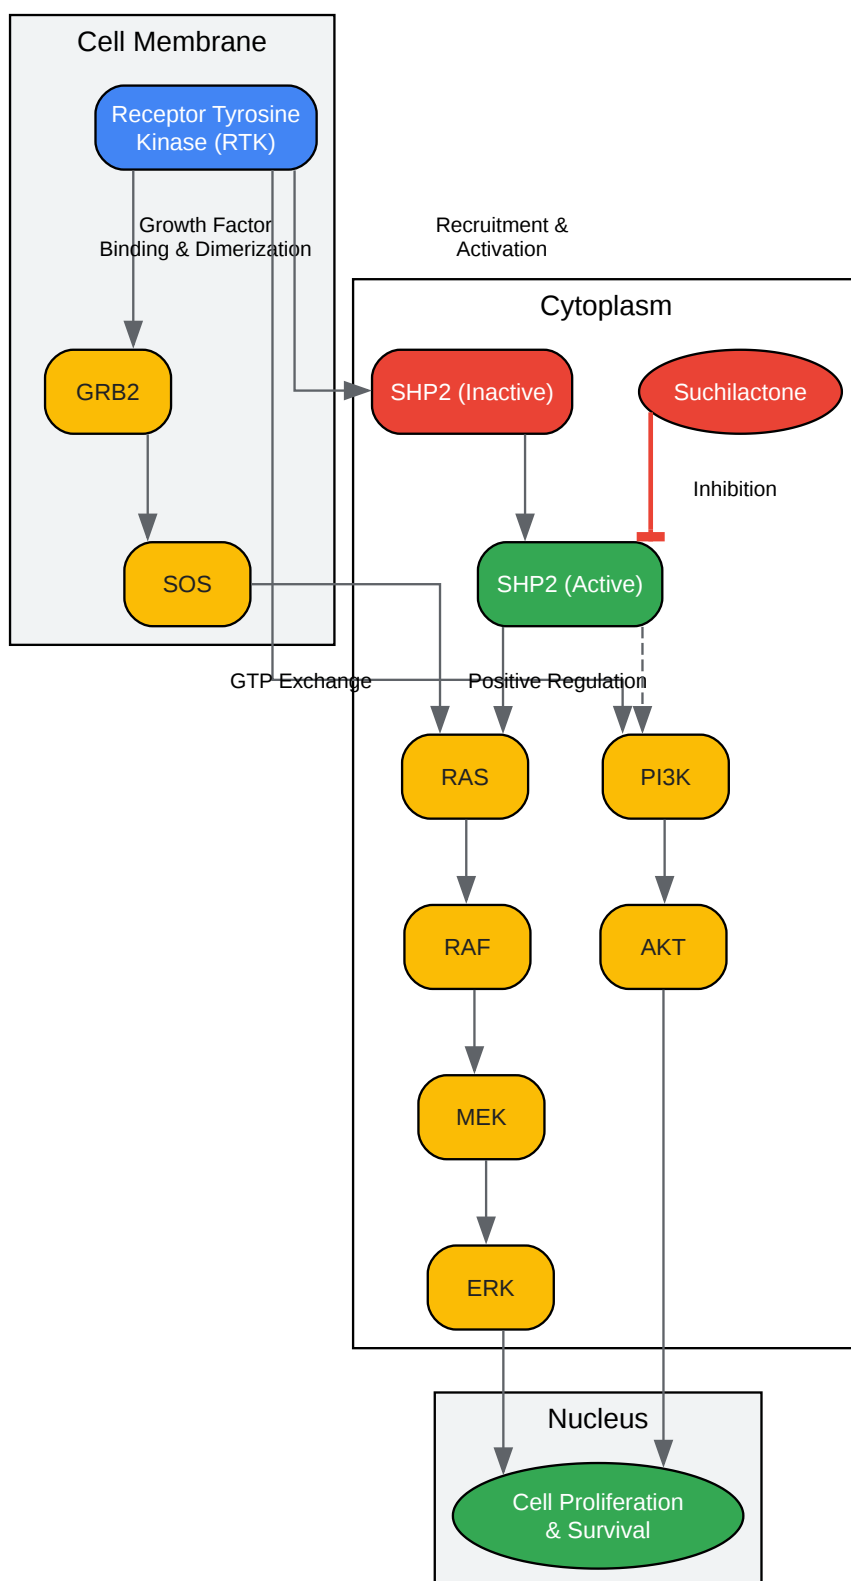 Cell Membrane
Receptor Tyrosine
Kinase (RTK)
Growth Factor
Binding & Dimerization
Recruitment &
Activation
Cytoplasm
GRB2
SHP2 (Inactive)
Suchilactone
Inhibition
SOS
SHP2 (Active)
GTP Exchange
Positive Regulation
RAS
PI3K
RAF
AKT
MEK
ERK
Nucleus
Cell Proliferation
& Survival